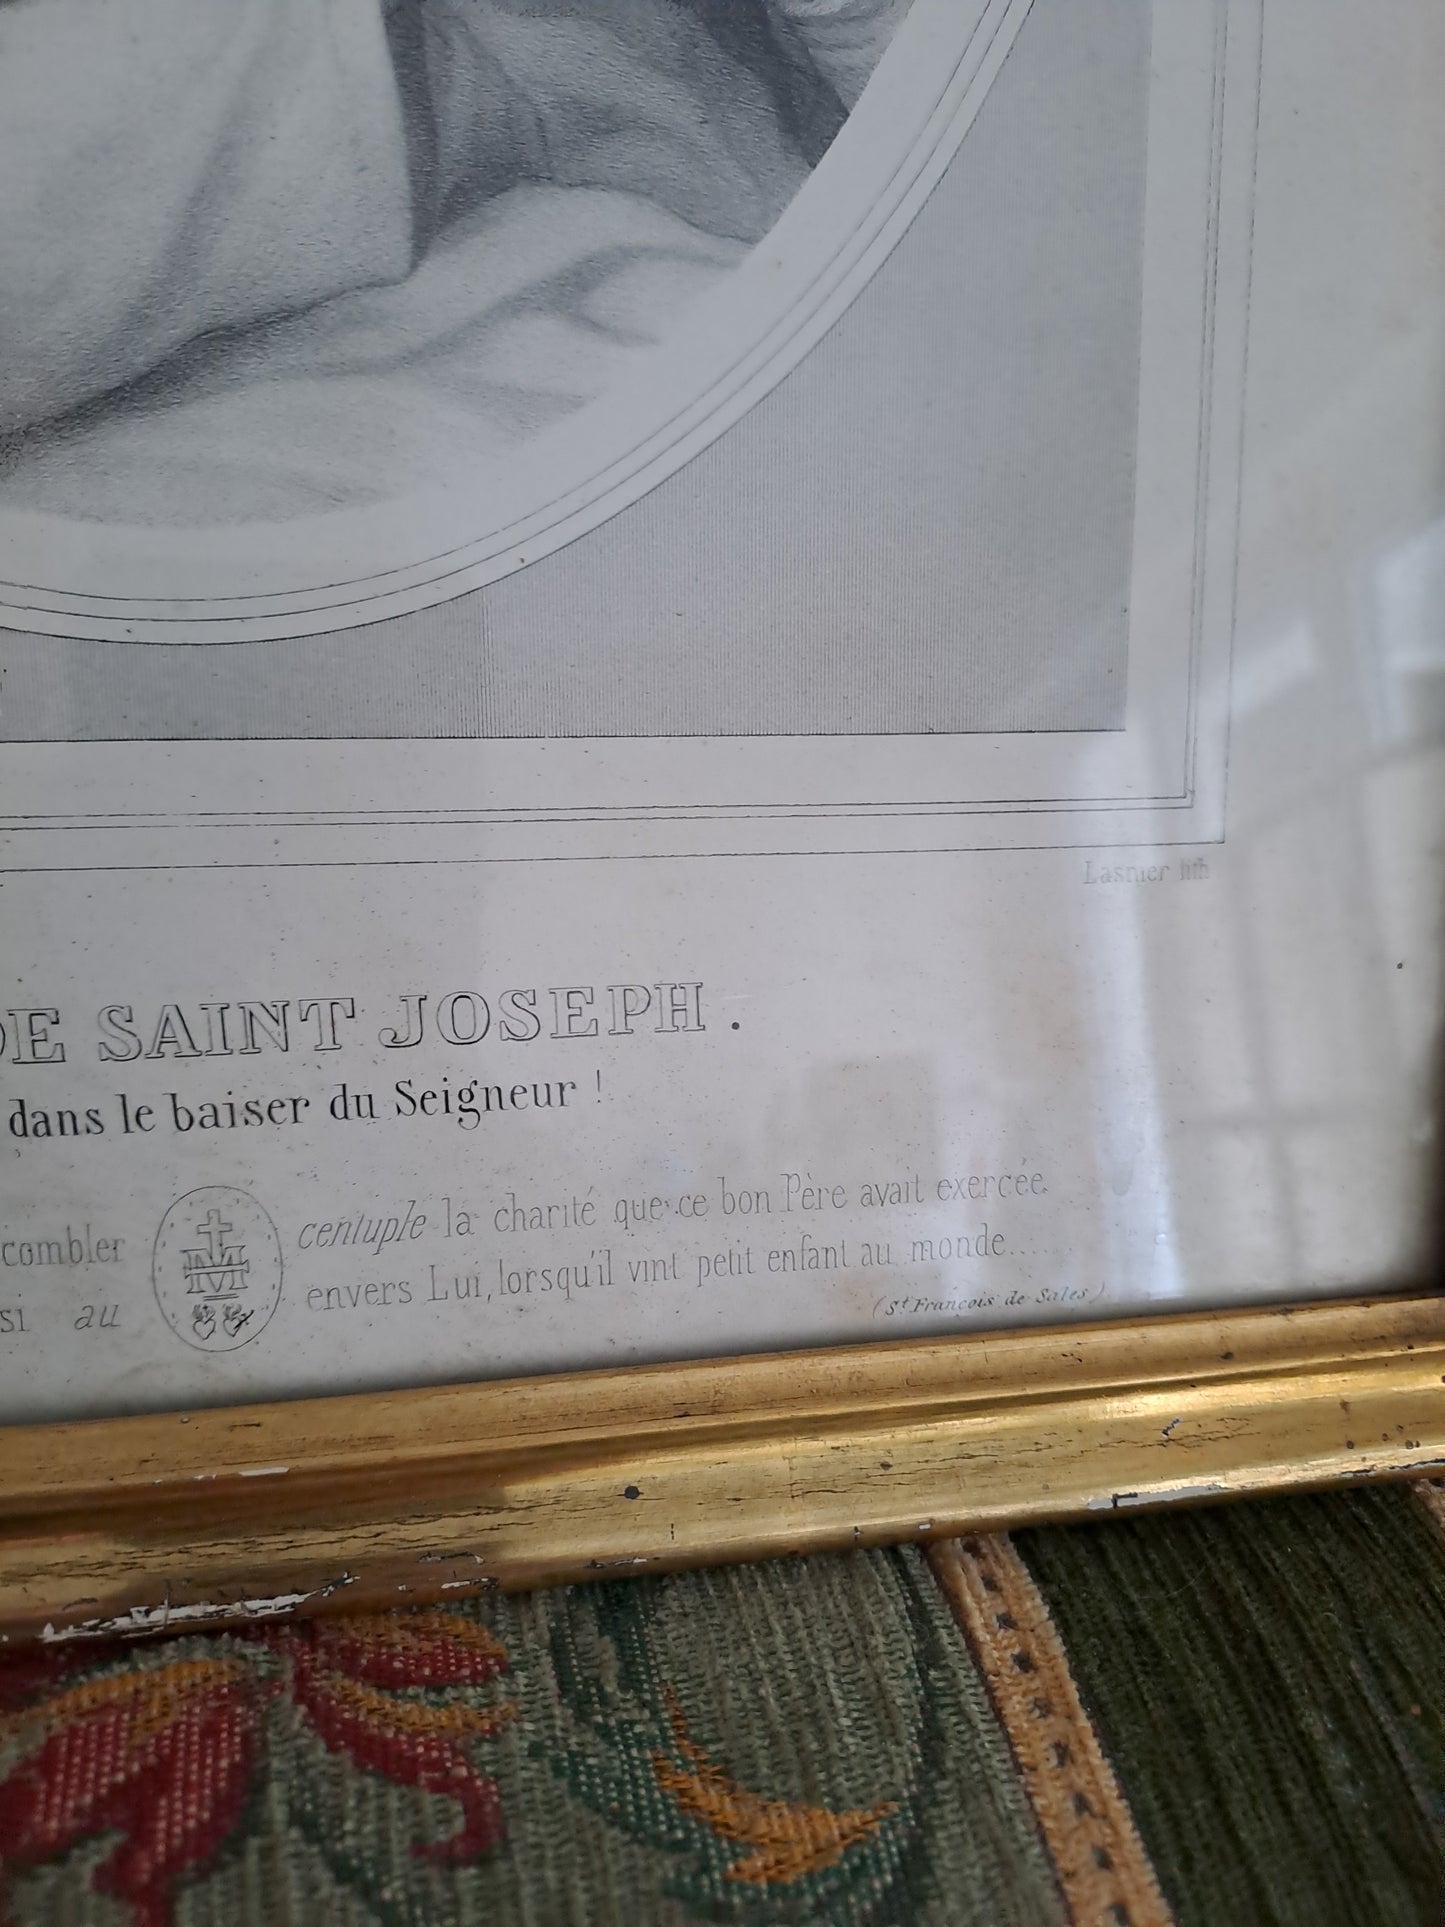 Lasnier lith
DE SAINT JOSEPH.
dans le baiser du Seigneur !
combler centuple la charité que ce bon Père avait exercée
si au envers Lui, lorsqu'il vint petit enfant au monde.....
(St François de Sales)
M